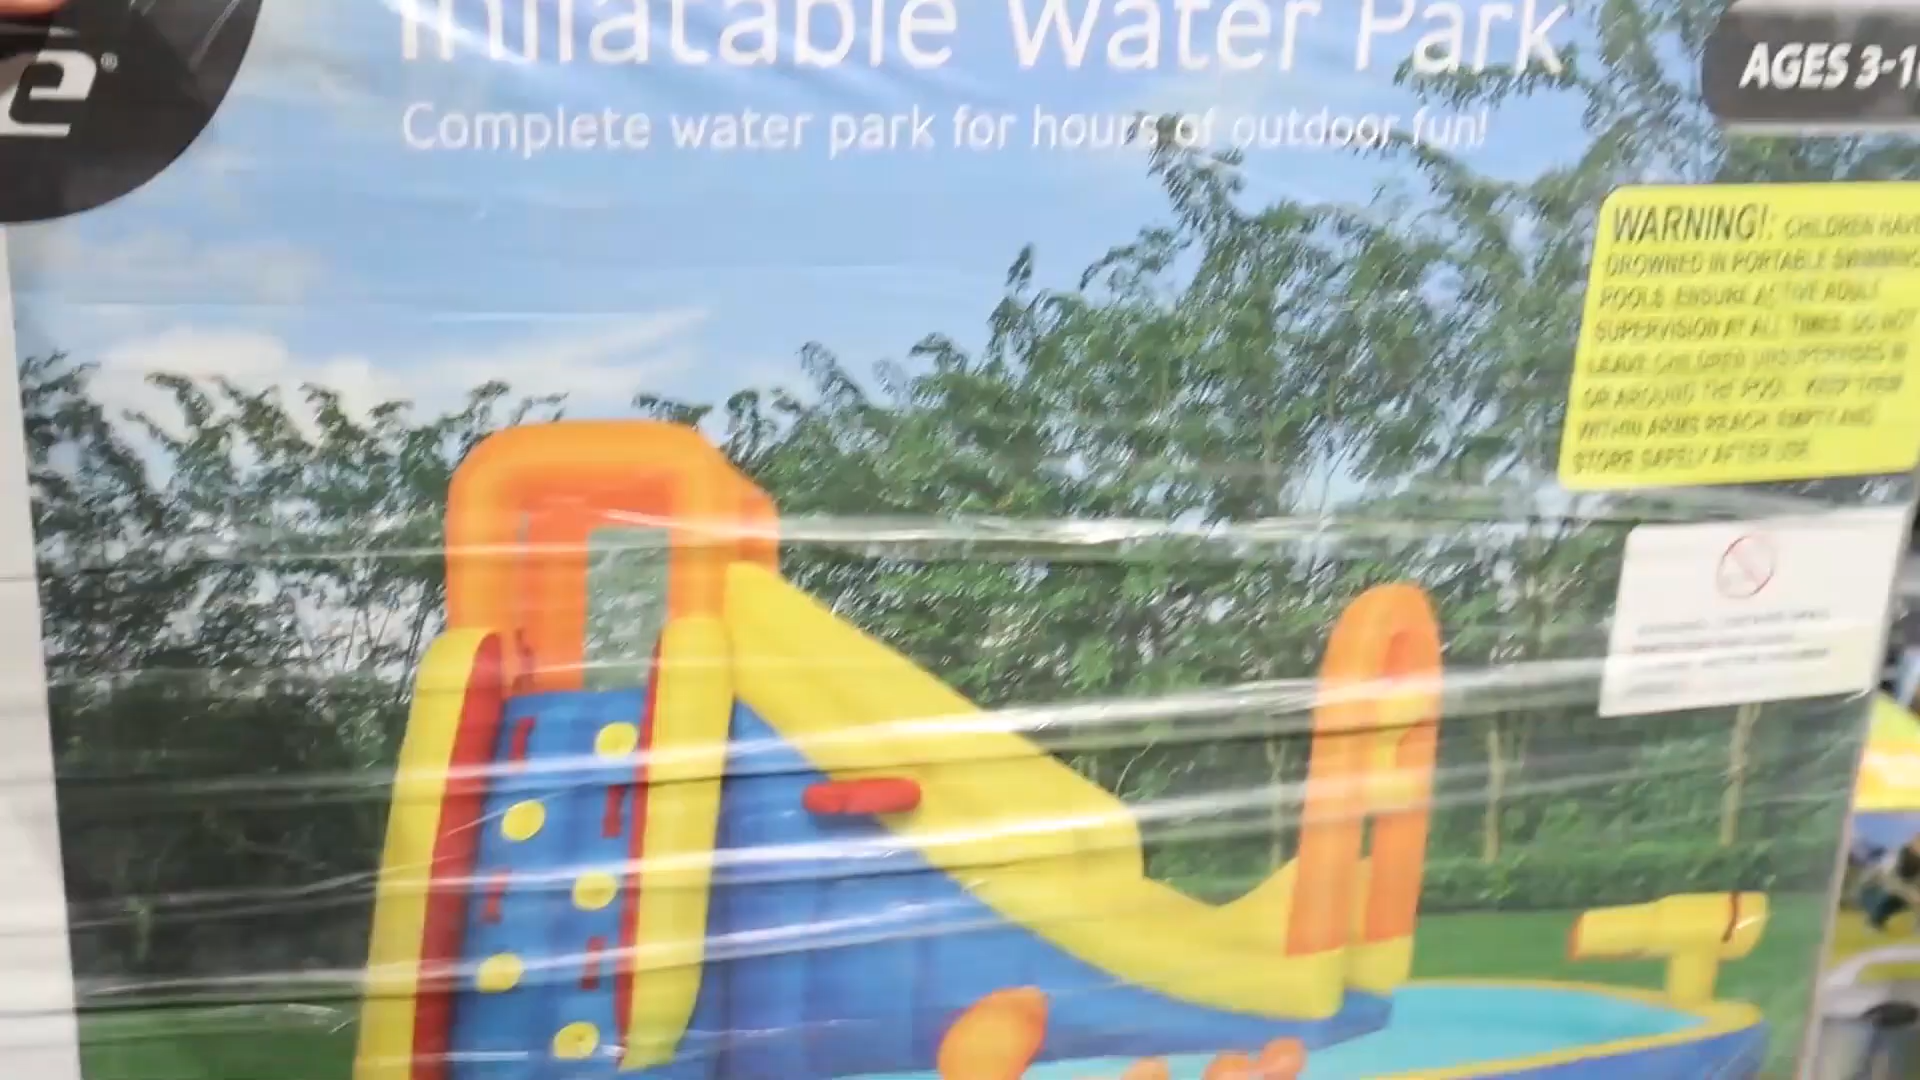 e®
Inflatable Water Park
AGES 3-1
Complete water park for hours of outdoor fun!
WARNING!: CHILDREN HAVE
DROWNED IN PORTABLE SWIMMING
POOLS. ENSURE ACTIVE ADULT
SUPERVISION AT ALL TIMES. DO NOT
LEAVE CHILDREN UNSUPERVISED IN
OR AROUND THE POOL. KEEP THEM
WITHIN ARMS REACH. EMPTY AND
STORE SAFELY AFTER USE.